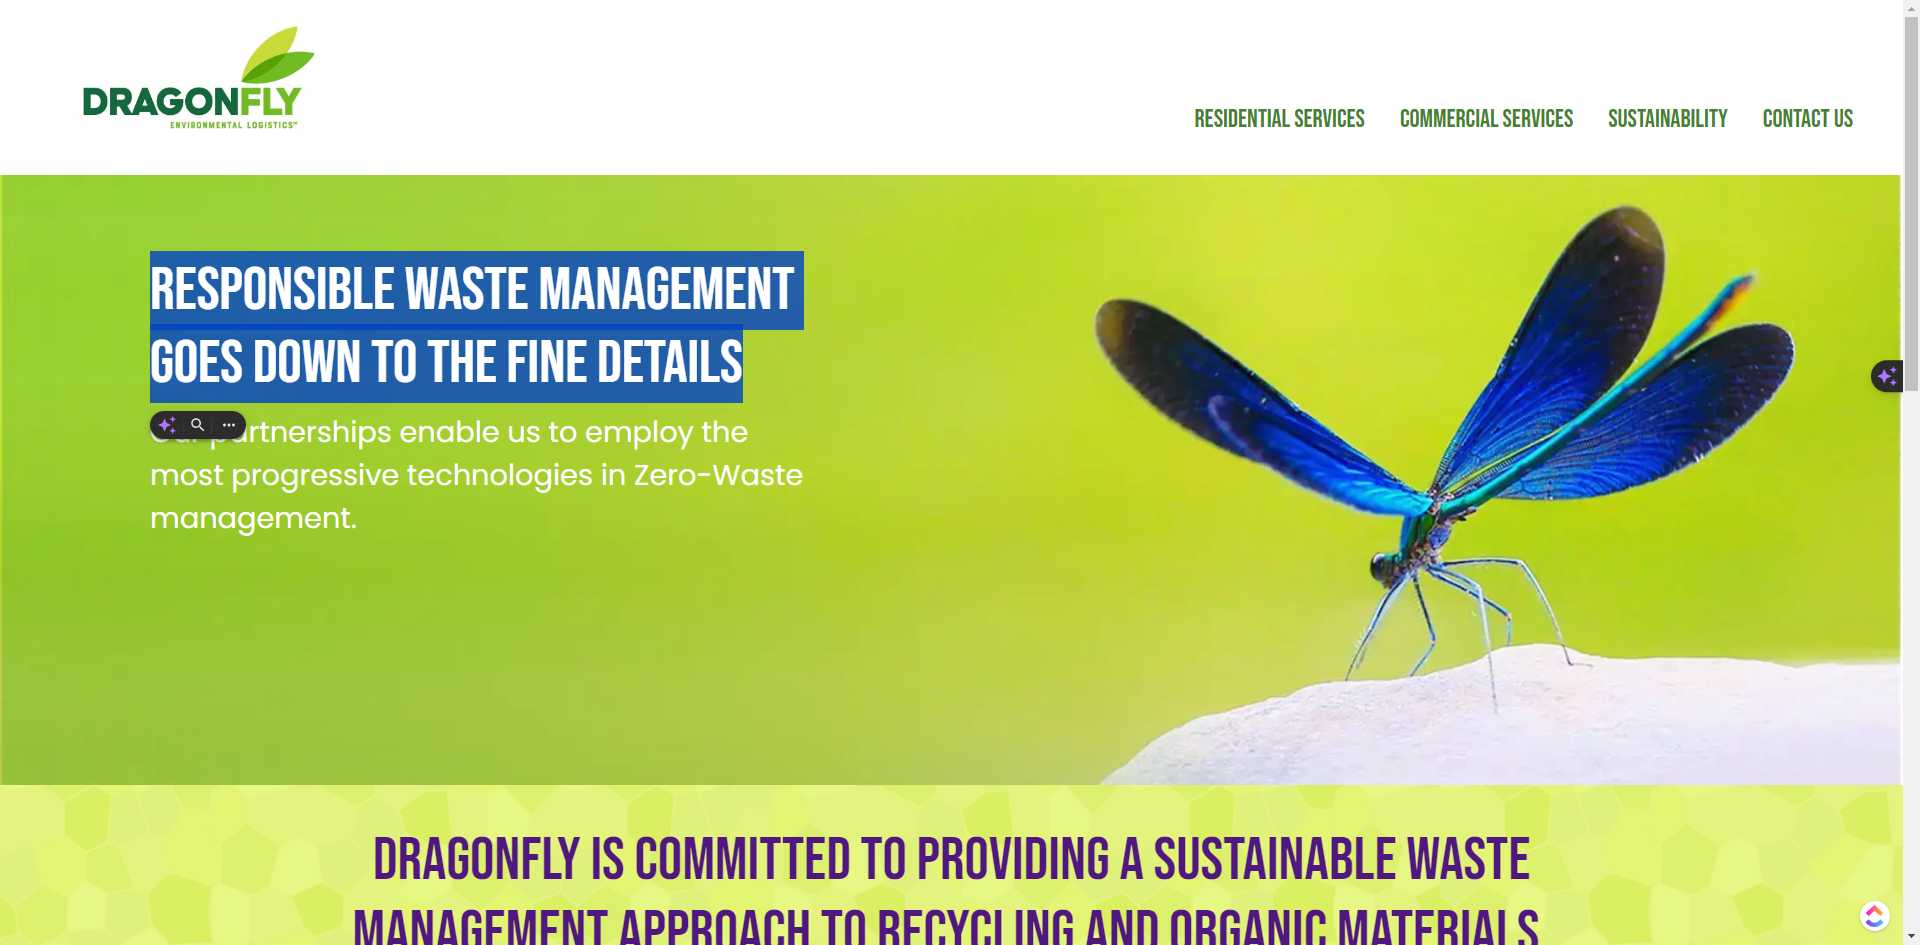 DRAGONFLY
ENVIRONMENTAL LOGISTICS™
RESIDENTIAL SERVICES COMMERCIAL SERVICES SUSTAINABILITY CONTACT US
RESPONSIBLE WASTE MANAGEMENT
GOES DOWN TO THE FINE DETAILS
Our partnerships enable us to employ the
most progressive technologies in Zero-Waste
management.
DRAGONFLY IS COMMITTED TO PROVIDING A SUSTAINABLE WASTE
MANAGEMENT APPROACH TO RECYCLING AND ORGANIC MATERIALS